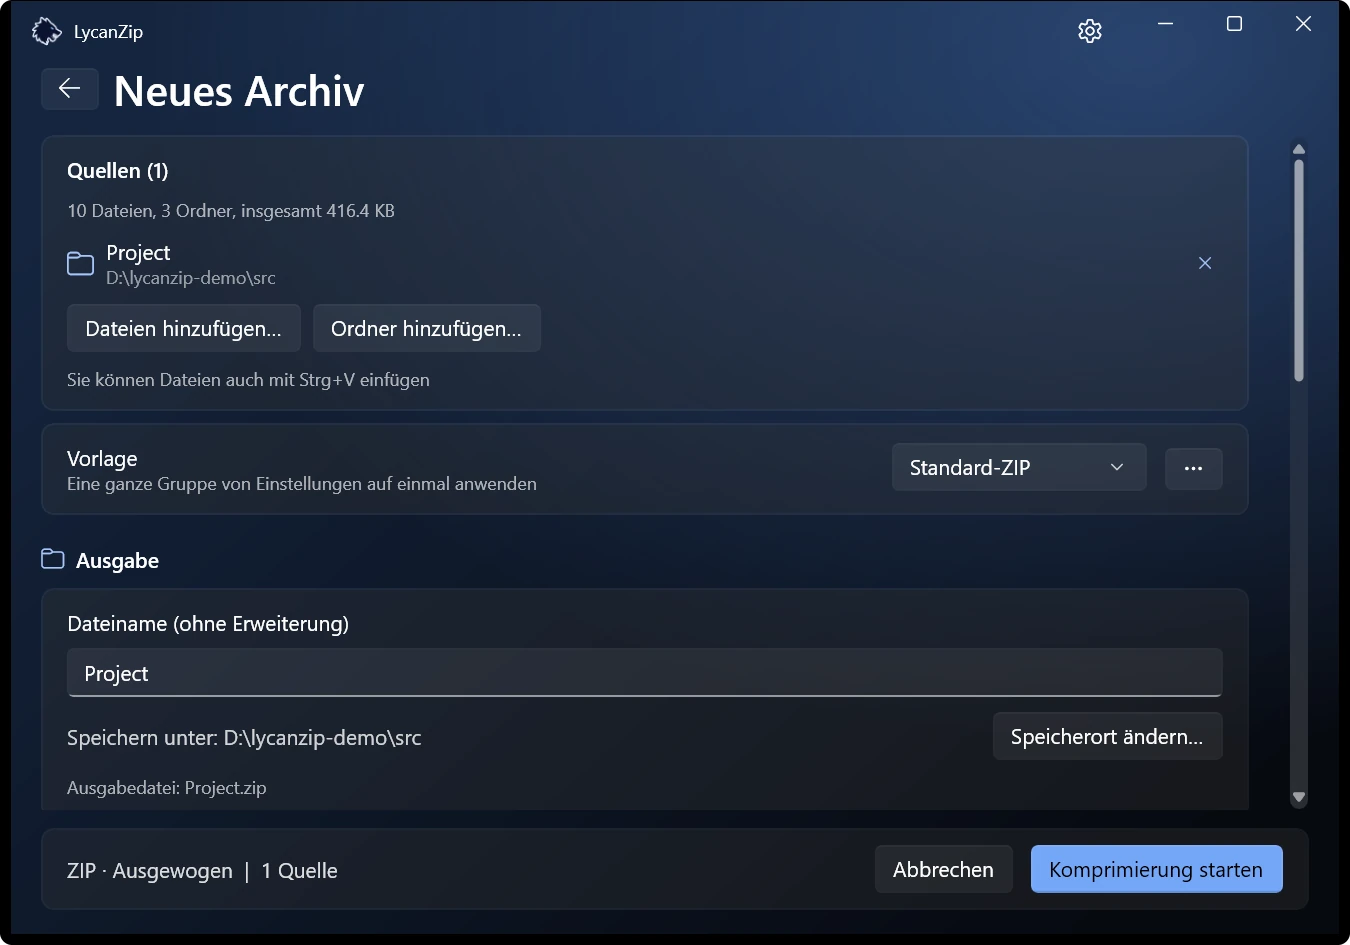 LycanZip
Neues Archiv
Quellen (1)
10 Dateien, 3 Ordner, insgesamt 416.4 KB
Project
D:\lycanzip-demo\src
Dateien hinzufügen... Ordner hinzufügen...
Sie können Dateien auch mit Strg+V einfügen
Vorlage
Eine ganze Gruppe von Einstellungen auf einmal anwenden
Standard-ZIP
Ausgabe
Dateiname (ohne Erweiterung)
Project
Speichern unter: D:\lycanzip-demo\src
Speicherort ändern...
Ausgabedatei: Project.zip
ZIP · Ausgewogen | 1 Quelle
Abbrechen
Komprimierung starten